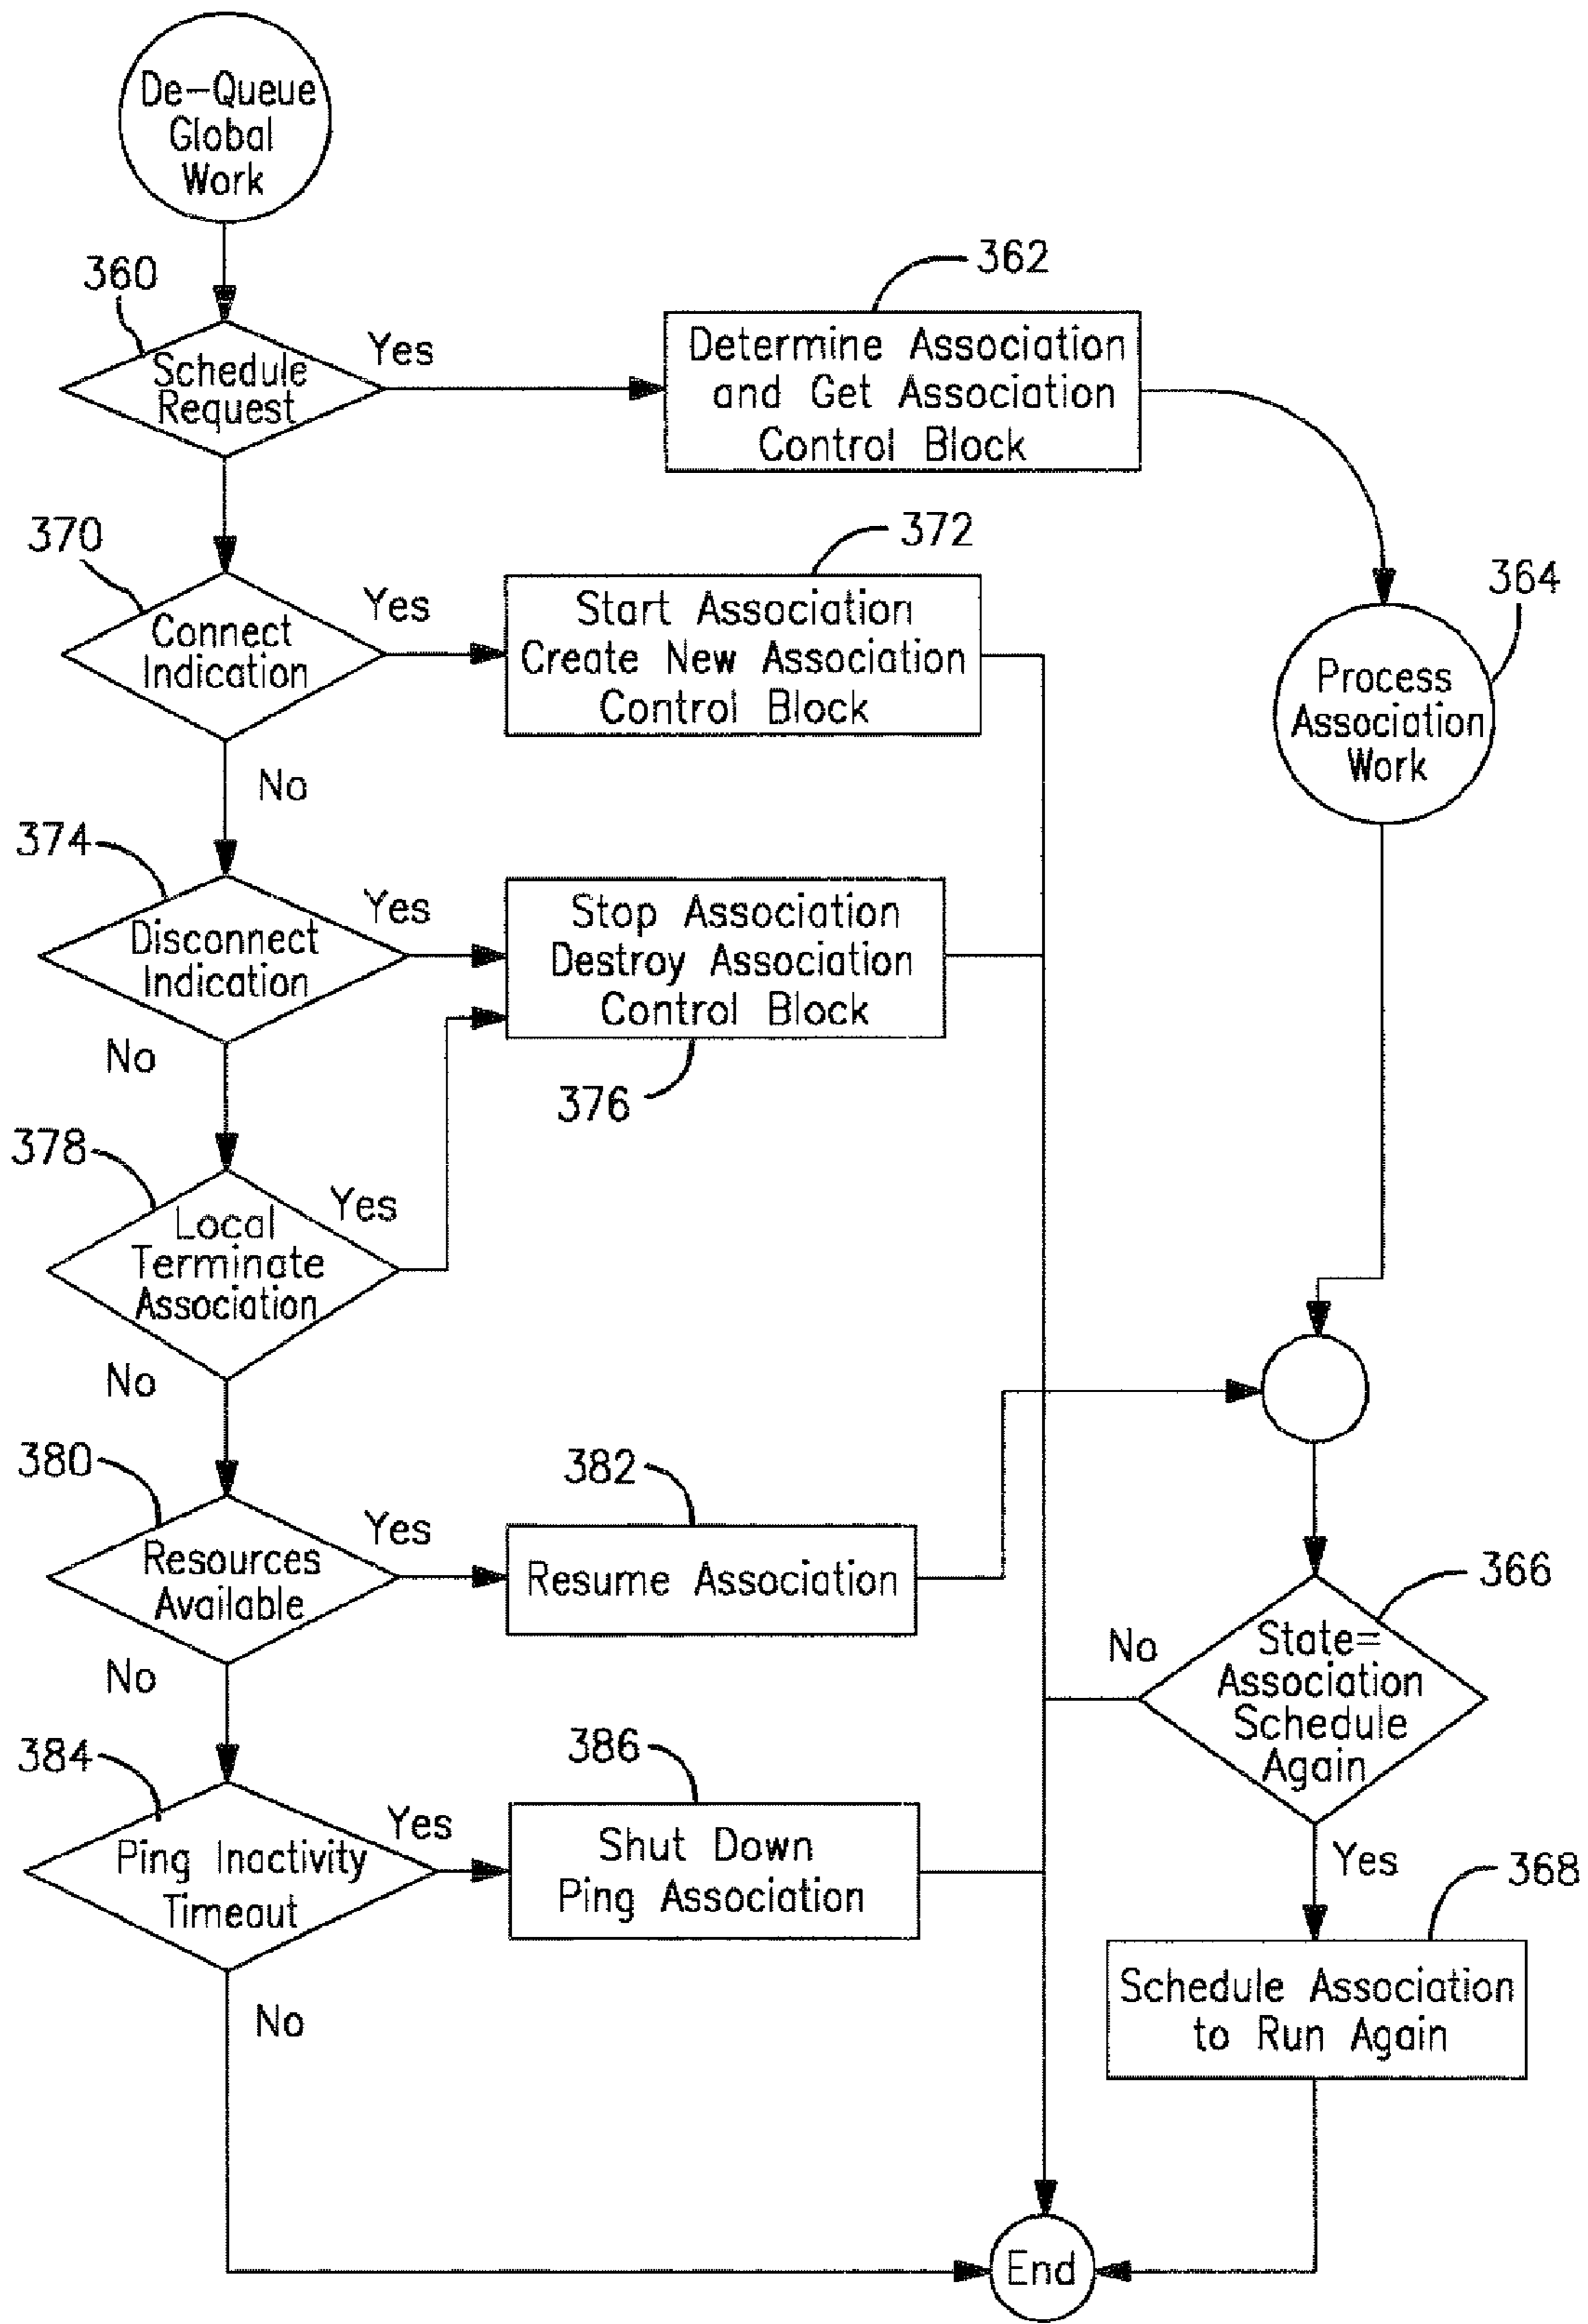 De-Queue
Global
Work
360
Schedule
Request
Yes
362
Determine Association
and Get Association
Control Block
364
Process
Association
Work
370
Connect
Indication
Yes
372
Start Association
Create New Association
Control Block
No
374
Disconnect
Indication
Yes
Stop Association
Destroy Association
Control Block
376
No
378
Local
Terminate
Association
Yes
No
380
Resources
Available
Yes
382
Resume Association
No
366
State=
Association
Schedule
Again
No
Yes
368
Schedule Association
to Run Again
384
Ping Inactivity
Timeout
Yes
386
Shut Down
Ping Association
No
End